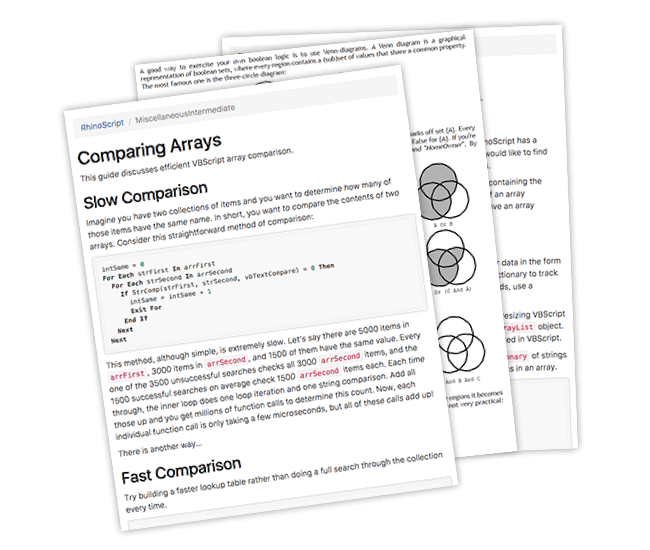 A good way to exercise your own boolean logic is to use Venn-diagrams. A Venn diagram is a graphical
representation of boolean sets, where every region contains a (sub)set of values that share a common property.
The most famous one is the three-circle diagram:
RhinoScript / MiscellaneousIntermediate
Comparing Arrays
This guide discusses efficient VBScript array comparison.
Slow Comparison
Imagine you have two collections of items and you want to determine how many of
those items have the same name. In short, you want to compare the contents of two
arrays. Consider this straightforward method of comparison:
intSame = 0
For Each strFirst In arrFirst
For Each strSecond In arrSecond
If StrComp(strFirst, strSecond, vbTextCompare) = 0 Then
intSame = intSame + 1
Exit For
End If
Next
Next
This method, although simple, is extremely slow. Let's say there are 5000 items in
arrFirst, 3000 items in arrSecond, and 1500 of them have the same value. Every
one of the 3500 unsuccessful searches checks all 3000 arrSecond items, and the
1500 successful searches on average check 1500 arrSecond items each. Each time
through, the inner loop does one loop iteration and one string comparison. Add all
those up and you get millions of function calls to determine this count. Now, each
individual function call is only taking a few microseconds, but all of these calls add up!
There is another way...
Fast Comparison
Try building a faster lookup table rather than doing a full search through the collection
every time.
arks off set {A}. Every
False for {A}. If you're
nd "NomeOwner". By
A Or B
Or (C And A)
And B And C
regions it becomes
not very practical:
noScript has a
would like to find
containing the
f an array
ve an array
r data in the form
ctionary to track
ds, use a
resizing VBScript
rayList object.
ed in VBScript.
onary of strings
s in an array.